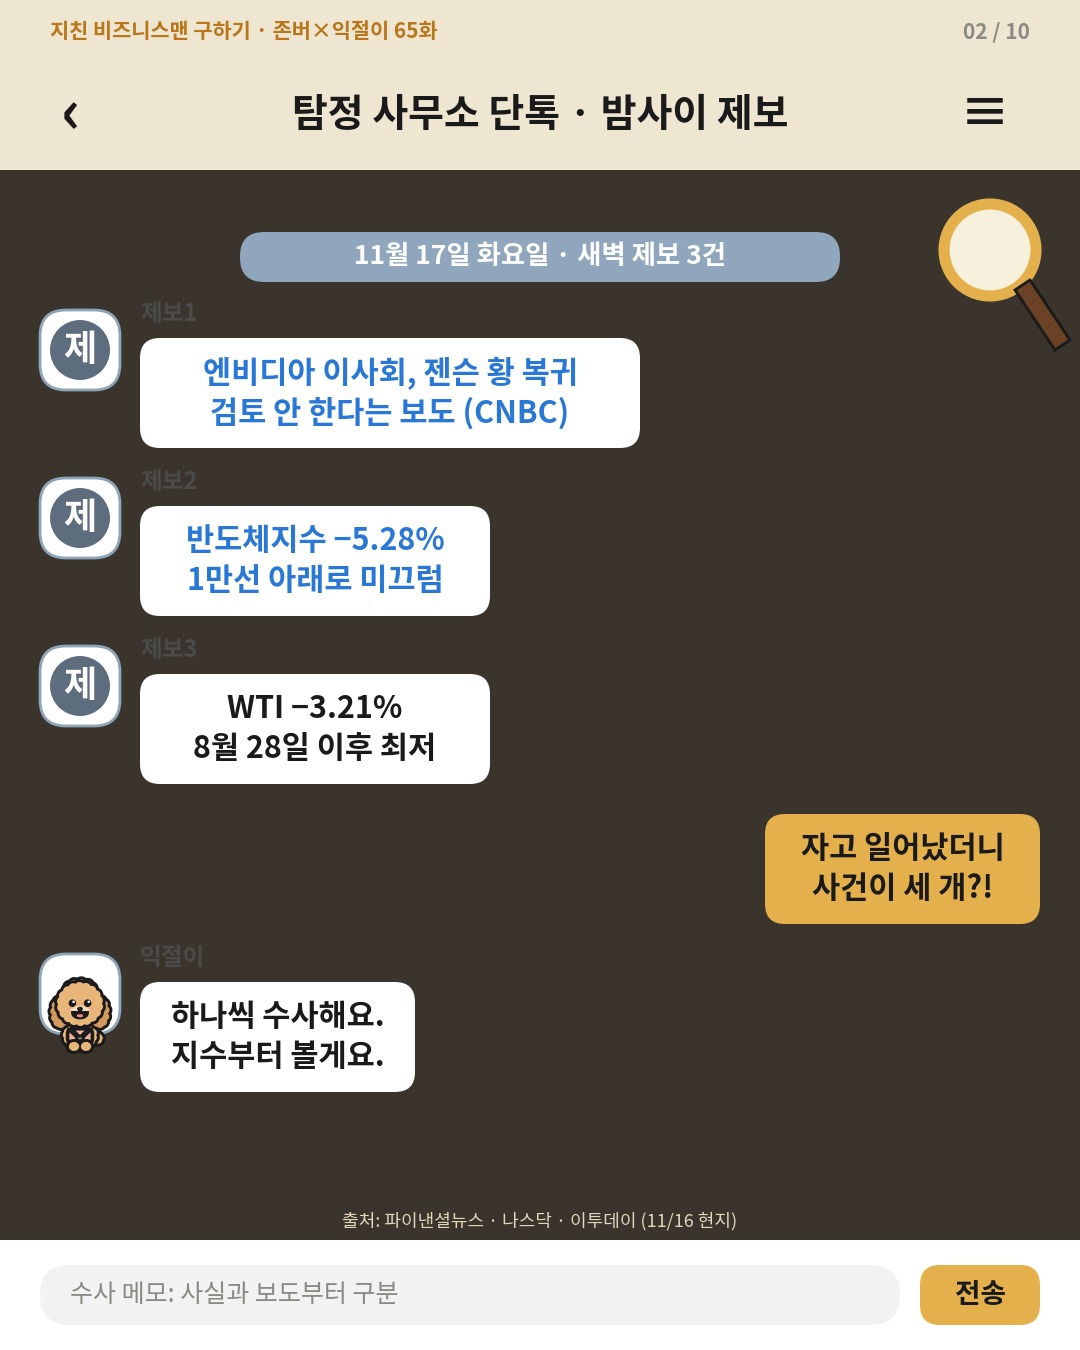 지친 비즈니스맨 구하기 · 존버×익절이 65화
02 / 10
탐정 사무소 단톡 · 밤사이 제보
11월 17일 화요일 · 새벽 제보 3건
제보1
제
엔비디아 이사회, 젠슨 황 복귀
검토 안 한다는 보도 (CNBC)
제보2
제
반도체지수 −5.28%
1만선 아래로 미끄럼
제보3
제
WTI −3.21%
8월 28일 이후 최저
자고 일어났더니
사건이 세 개?!
익절이
하나씩 수사해요.
지수부터 볼게요.
출처: 파이낸셜뉴스 · 나스닥 · 이투데이 (11/16 현지)
수사 메모: 사실과 보도부터 구분
전송